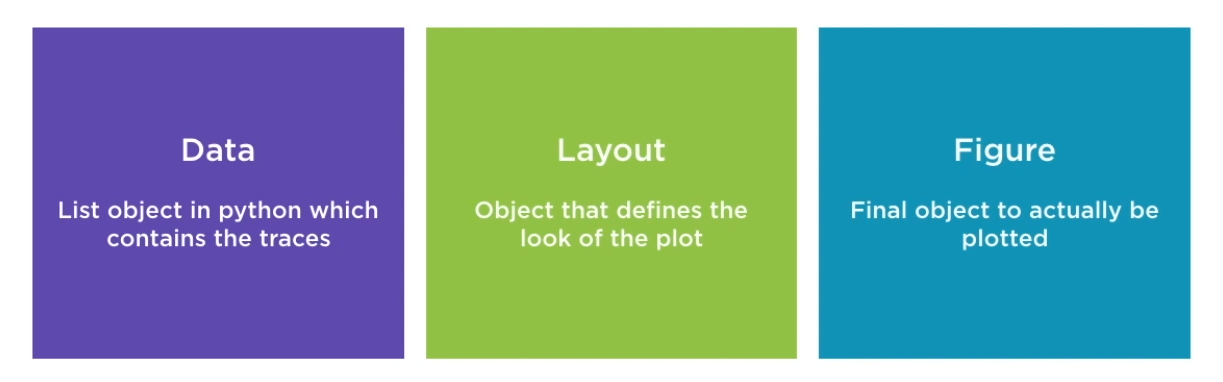 Data
List object in python which
contains the traces
Layout
Object that defines the
look of the plot
Figure
Final object to actually be
plotted